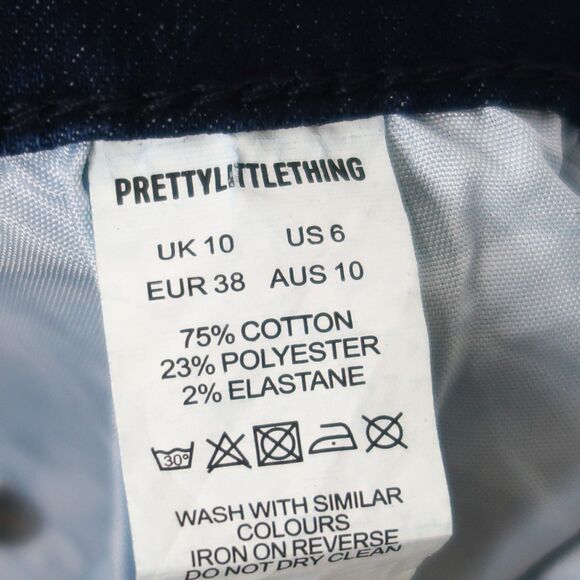 PRETTYLITTLETHING
UK 10 US 6
EUR 38 AUS 10
75% COTTON
23% POLYESTER
2% ELASTANE
30°
WASH WITH SIMILAR
COLOURS
IRON ON REVERSE
DO NOT DRY CLEAN